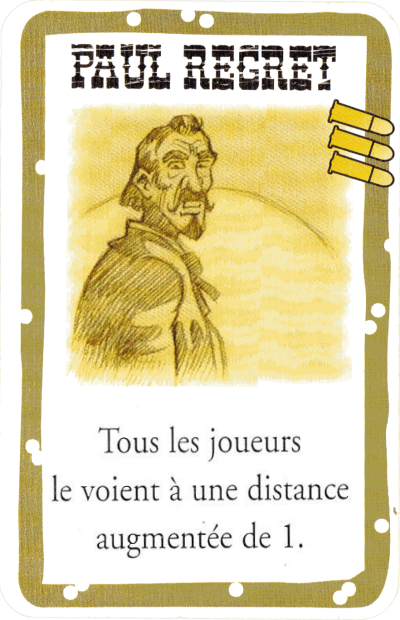 PAUL REGRET
Tous les joueurs
le voient à une distance
augmentée de 1.